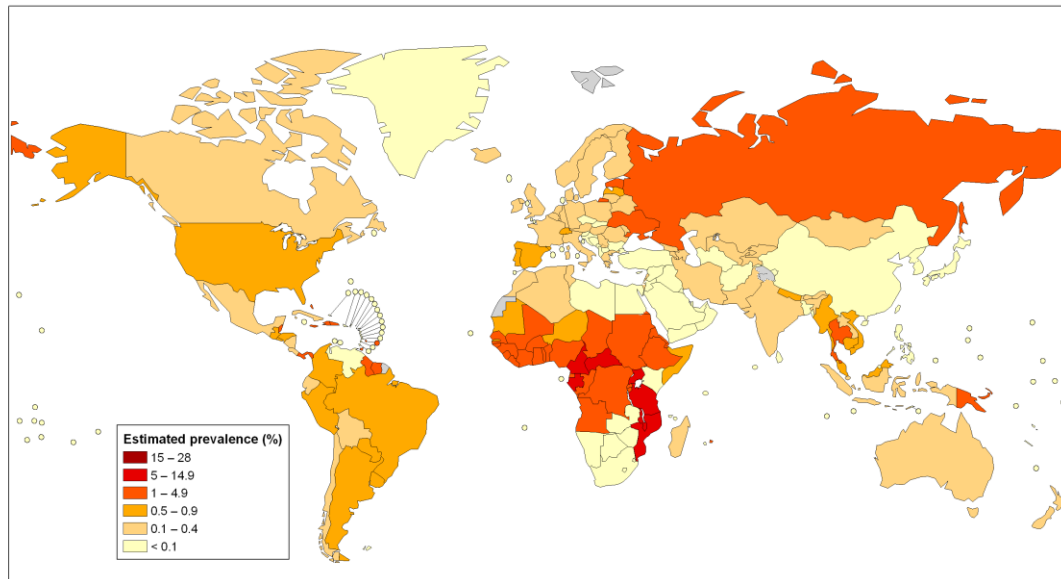 Estimated prevalence (%)
15 – 28
5 – 14.9
1 – 4.9
0.5 – 0.9
0.1 – 0.4
< 0.1